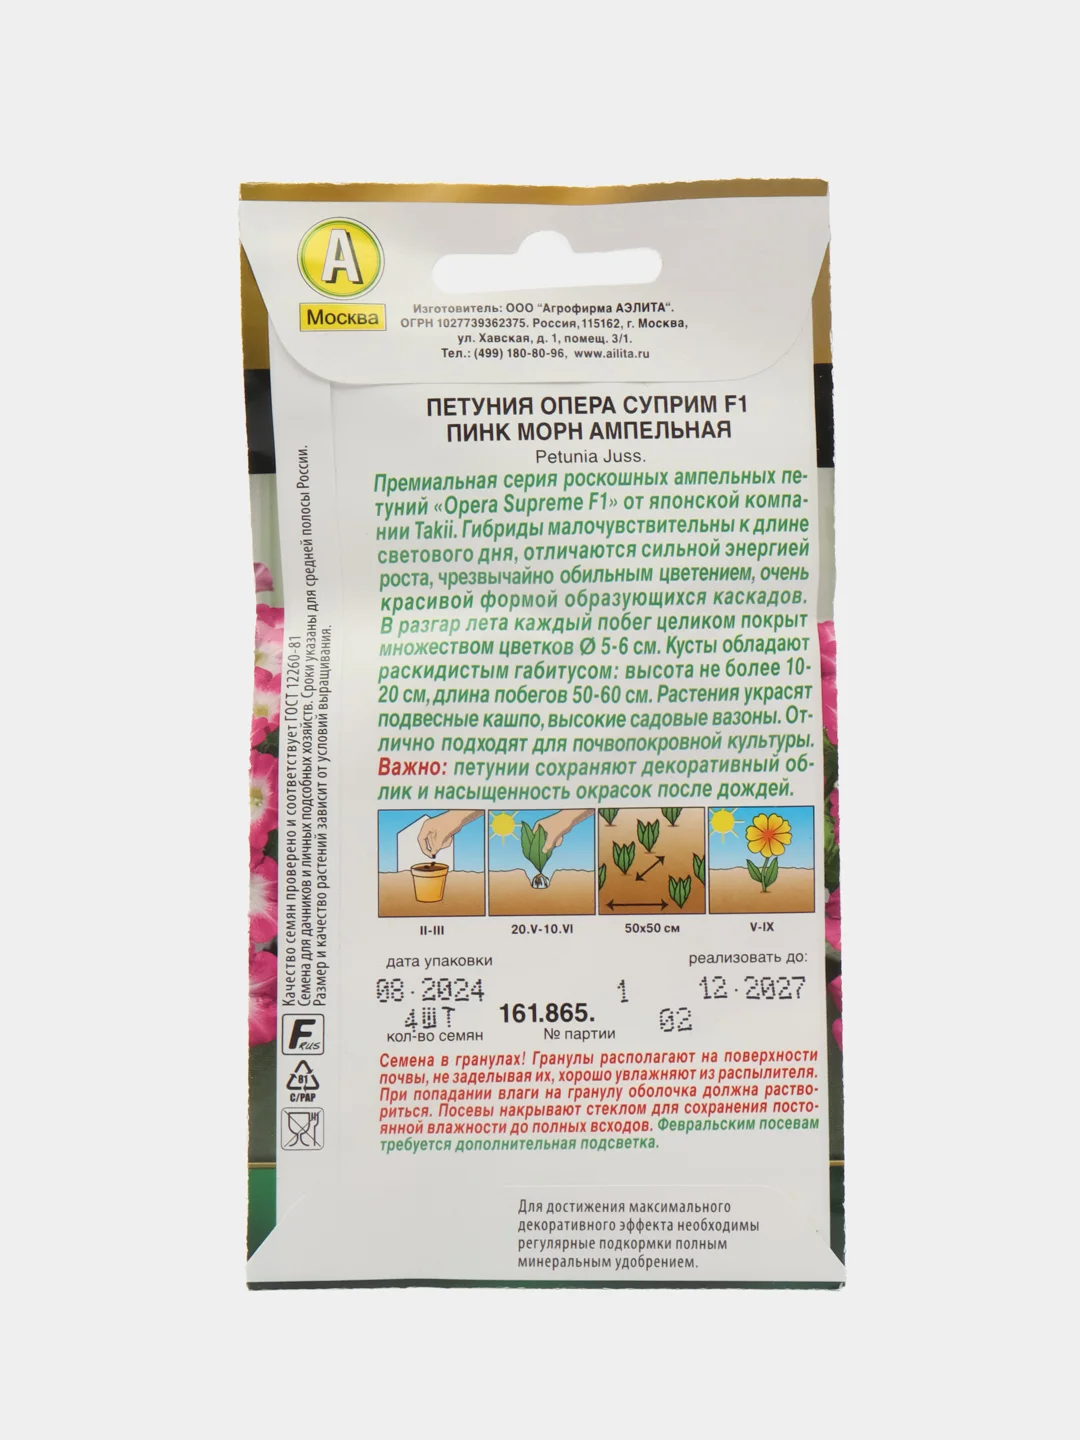 А
Москва
Изготовитель: ООО "Агрофирма АЭЛИТА".
ОГРН 1027739362375. Россия,115162, г. Москва,
ул. Хавская, д. 1, помещ. 3/1.
Тел.: (499) 180-80-96, www.ailita.ru
ПЕТУНИЯ ОПЕРА СУПРИМ F1
ПИНК МОРН АМПЕЛЬНАЯ
Petunia Juss.
Премиальная серия роскошных ампельных пе-
туний «Opera Supreme F1» от японской компа-
нии Takii. Гибриды малочувствительны к длине
светового дня, отличаются сильной энергией
роста, чрезвычайно обильным цветением, очень
красивой формой образующихся каскадов.
В разгар лета каждый побег целиком покрыт
множеством цветков Ø 5-6 см. Кусты обладают
раскидистым габитусом: высота не более 10-
20 см, длина побегов 50-60 см. Растения украсят
подвесные кашпо, высокие садовые вазоны. От-
лично подходят для почвопокровной культуры.
Важно: петунии сохраняют декоративный об-
лик и насыщенность окрасок после дождей.
II-III
20.V-10.VI
50x50 см
V-IX
дата упаковки
реализовать до:
08.2024
1
12.2027
4ШТ
161.865.
02
кол-во семян
№ партии
Семена в гранулах! Гранулы располагают на поверхности
почвы, не заделывая их, хорошо увлажняют из распылителя.
При попадании влаги на гранулу оболочка должна раство-
риться. Посевы накрывают стеклом для сохранения посто-
янной влажности до полных всходов. Февральским посевам
требуется дополнительная подсветка.
Для достижения максимального
декоративного эффекта необходимы
регулярные подкормки полным
минеральным удобрением.
Качество семян проверено и соответствует ГОСТ 12260-81
Семена для дачников и личных подсобных хозяйств. Сроки указаны для средней полосы России.
Размер и качество растений зависит от условий выращивания.
F RUS
81
C/PAP